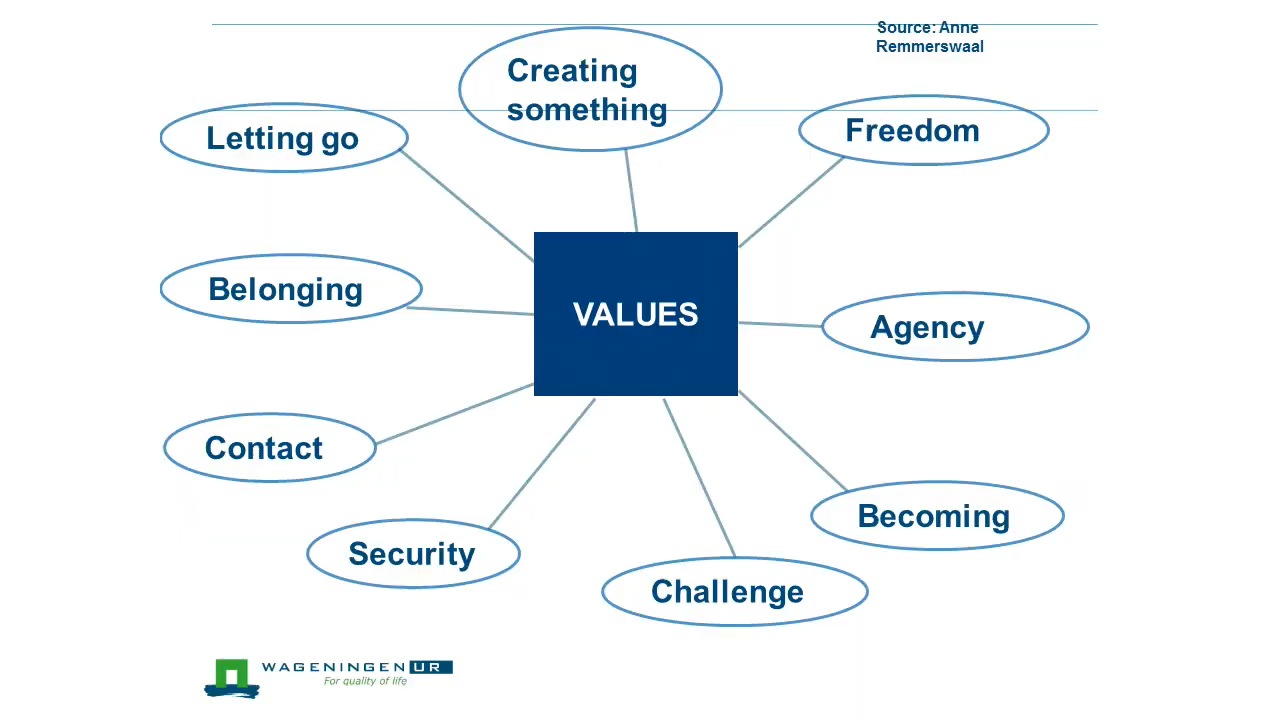 Source: Anne
Remmerswaal
Creating
something
Letting go
Freedom
Belonging
VALUES
Agency
Contact
Becoming
Security
Challenge
WAGENINGEN UR
For quality of life